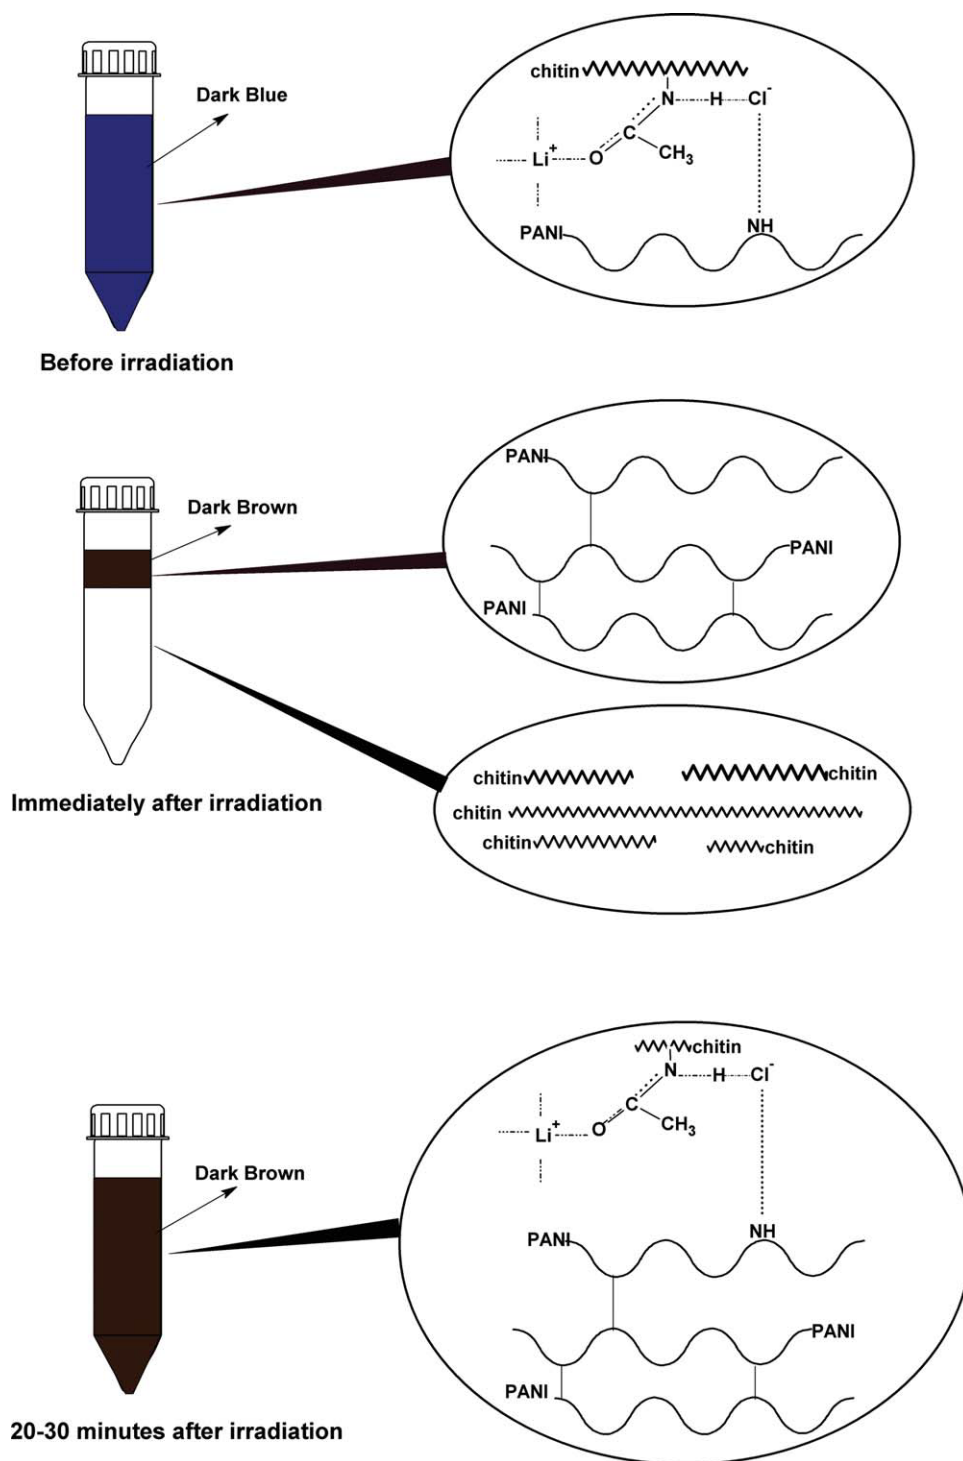 chitin
Dark Blue
N H Cl-
C
Li+ O CH3
NH
PANI
Before irradiation
PANI
Dark Brown
PANI
PANI
chitin chitin
Immediately after irradiation
chitin
chitin chitin
chitin
N H Cl-
C
Li+ O CH3
Dark Brown
NH
PANI
PANI
PANI
20-30 minutes after irradiation